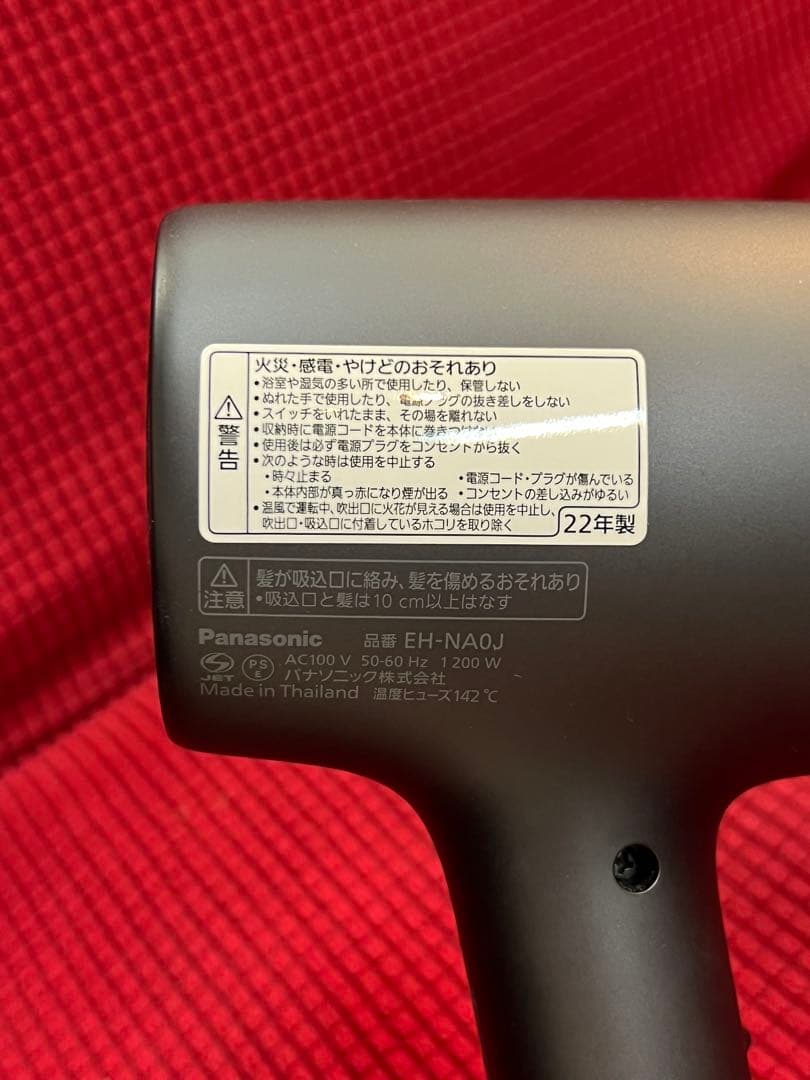 警告
火災・感電・やけどのおそれあり
・浴室や湿気の多い所で使用したり、保管しない
・ぬれた手で使用したり、電源プラグの抜き差しをしない
・スイッチをいれたまま、その場を離れない
・収納時に電源コードを本体に巻きつけない
・使用後は必ず電源プラグをコンセントから抜く
・次のような時は使用を中止する
・時々止まる ・電源コード・プラグが傷んでいる
・本体内部が真っ赤になり煙が出る ・コンセントの差し込みがゆるい
・温風で運転中、吹出口に火花が見える場合は使用を中止し、
吹出口・吸込口に付着しているホコリを取り除く
22年製
注意
髪が吸込口に絡み、髪を傷めるおそれあり
・吸込口と髪は10 cm以上はなす
Panasonic 品番 EH-NA0J
JET PSE AC100 V 50-60 Hz 1 200 W
パナソニック株式会社
Made in Thailand 温度ヒューズ142℃